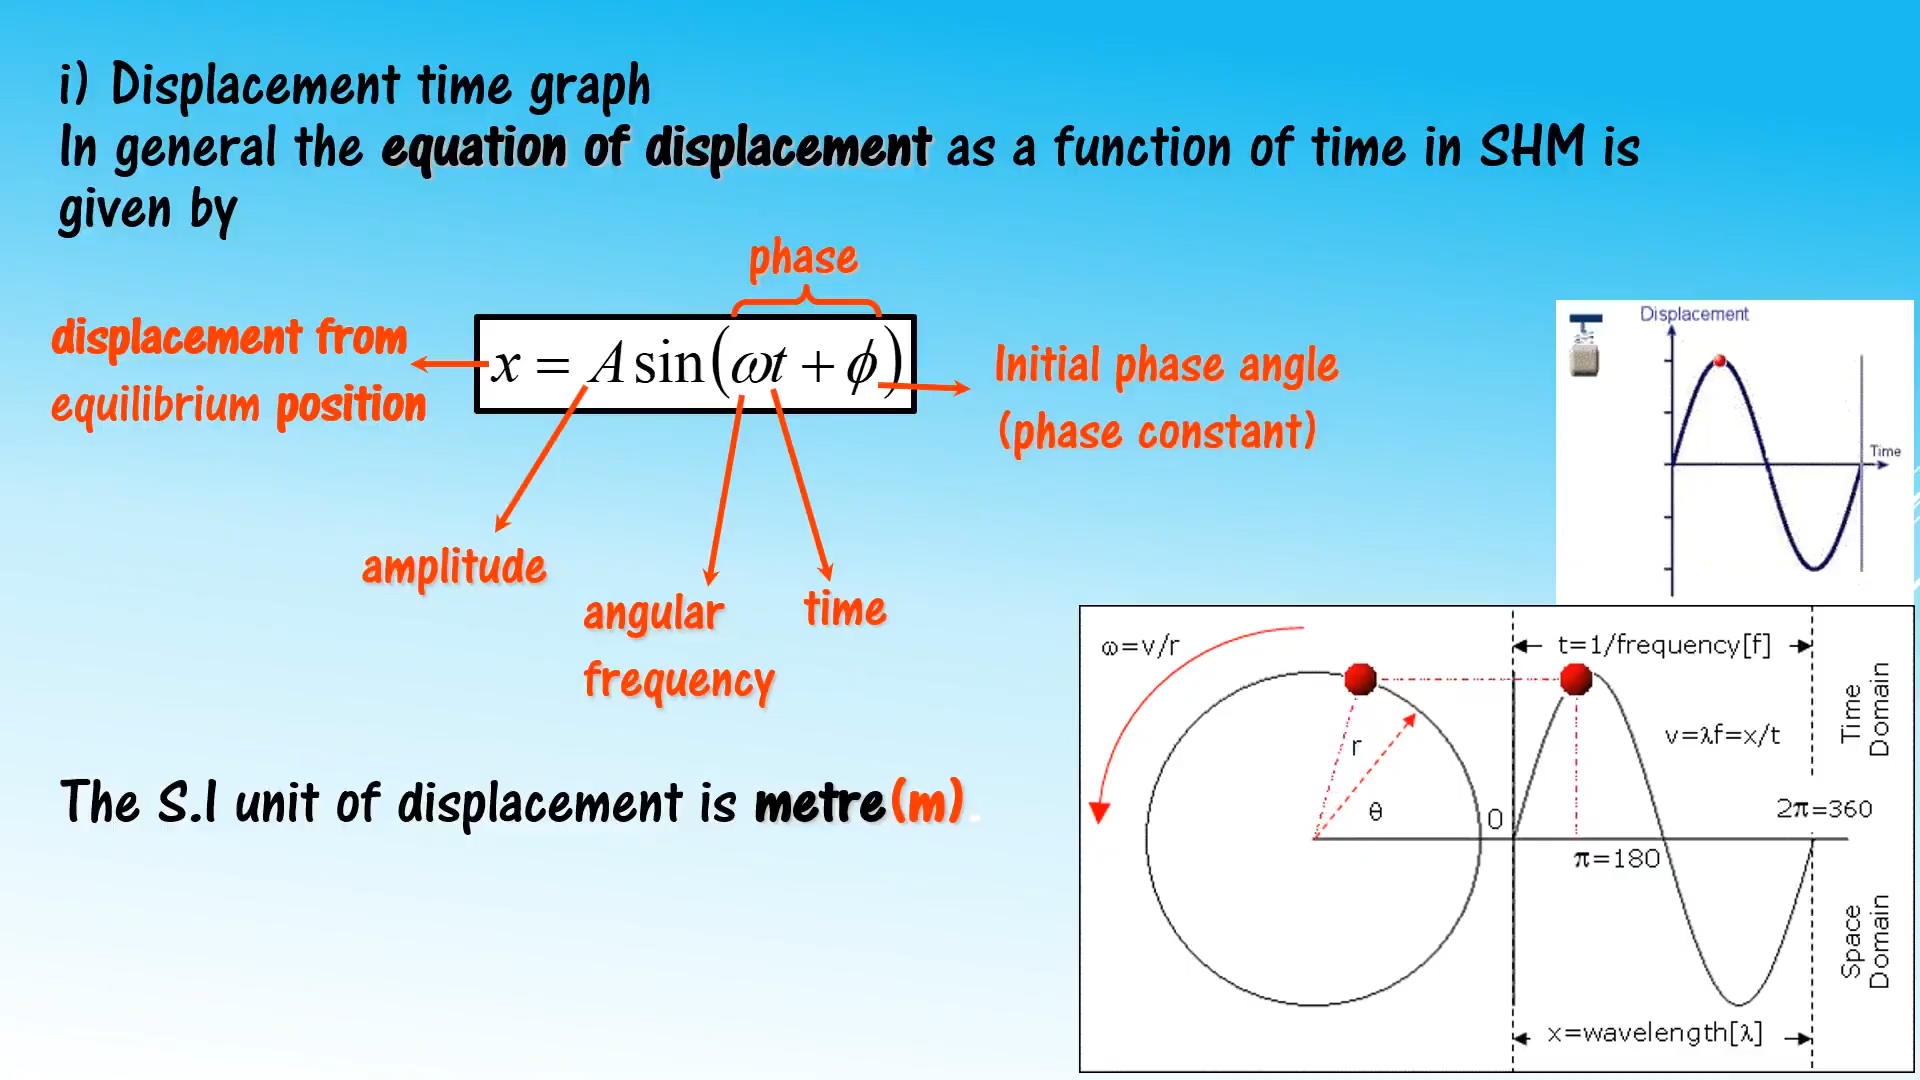 i) Displacement time graph
In general the equation of displacement as a function of time in SHM is
given by
phase
displacement from
equilibrium position
x = A sin(ωt + ϕ)
Initial phase angle
(phase constant)
amplitude
angular
frequency
time
The S.I unit of displacement is metre(m).
Displacement
Time
ω=v/r
t=1/frequency[f]
r
θ
0
v=λf=x/t
2π=360
π=180
Time
Domain
Space
Domain
x=wavelength[λ]